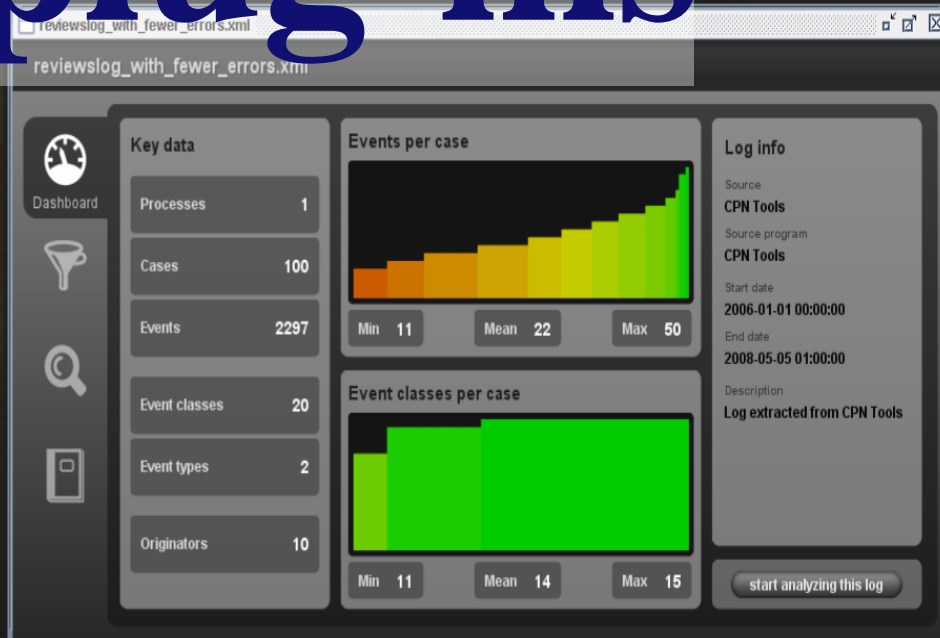 plug-ins
reviewslog_with_fewer_errors.xml
reviewslog_with_fewer_errors.xml
Dashboard
Key data
Processes 1
Cases 100
Events 2297
Event classes 20
Event types 2
Originators 10
Events per case
Min 11 Mean 22 Max 50
Event classes per case
Min 11 Mean 14 Max 15
Log info
Source
CPN Tools
Source program
CPN Tools
Start date
2006-01-01 00:00:00
End date
2008-05-05 01:00:00
Description
Log extracted from CPN Tools
start analyzing this log